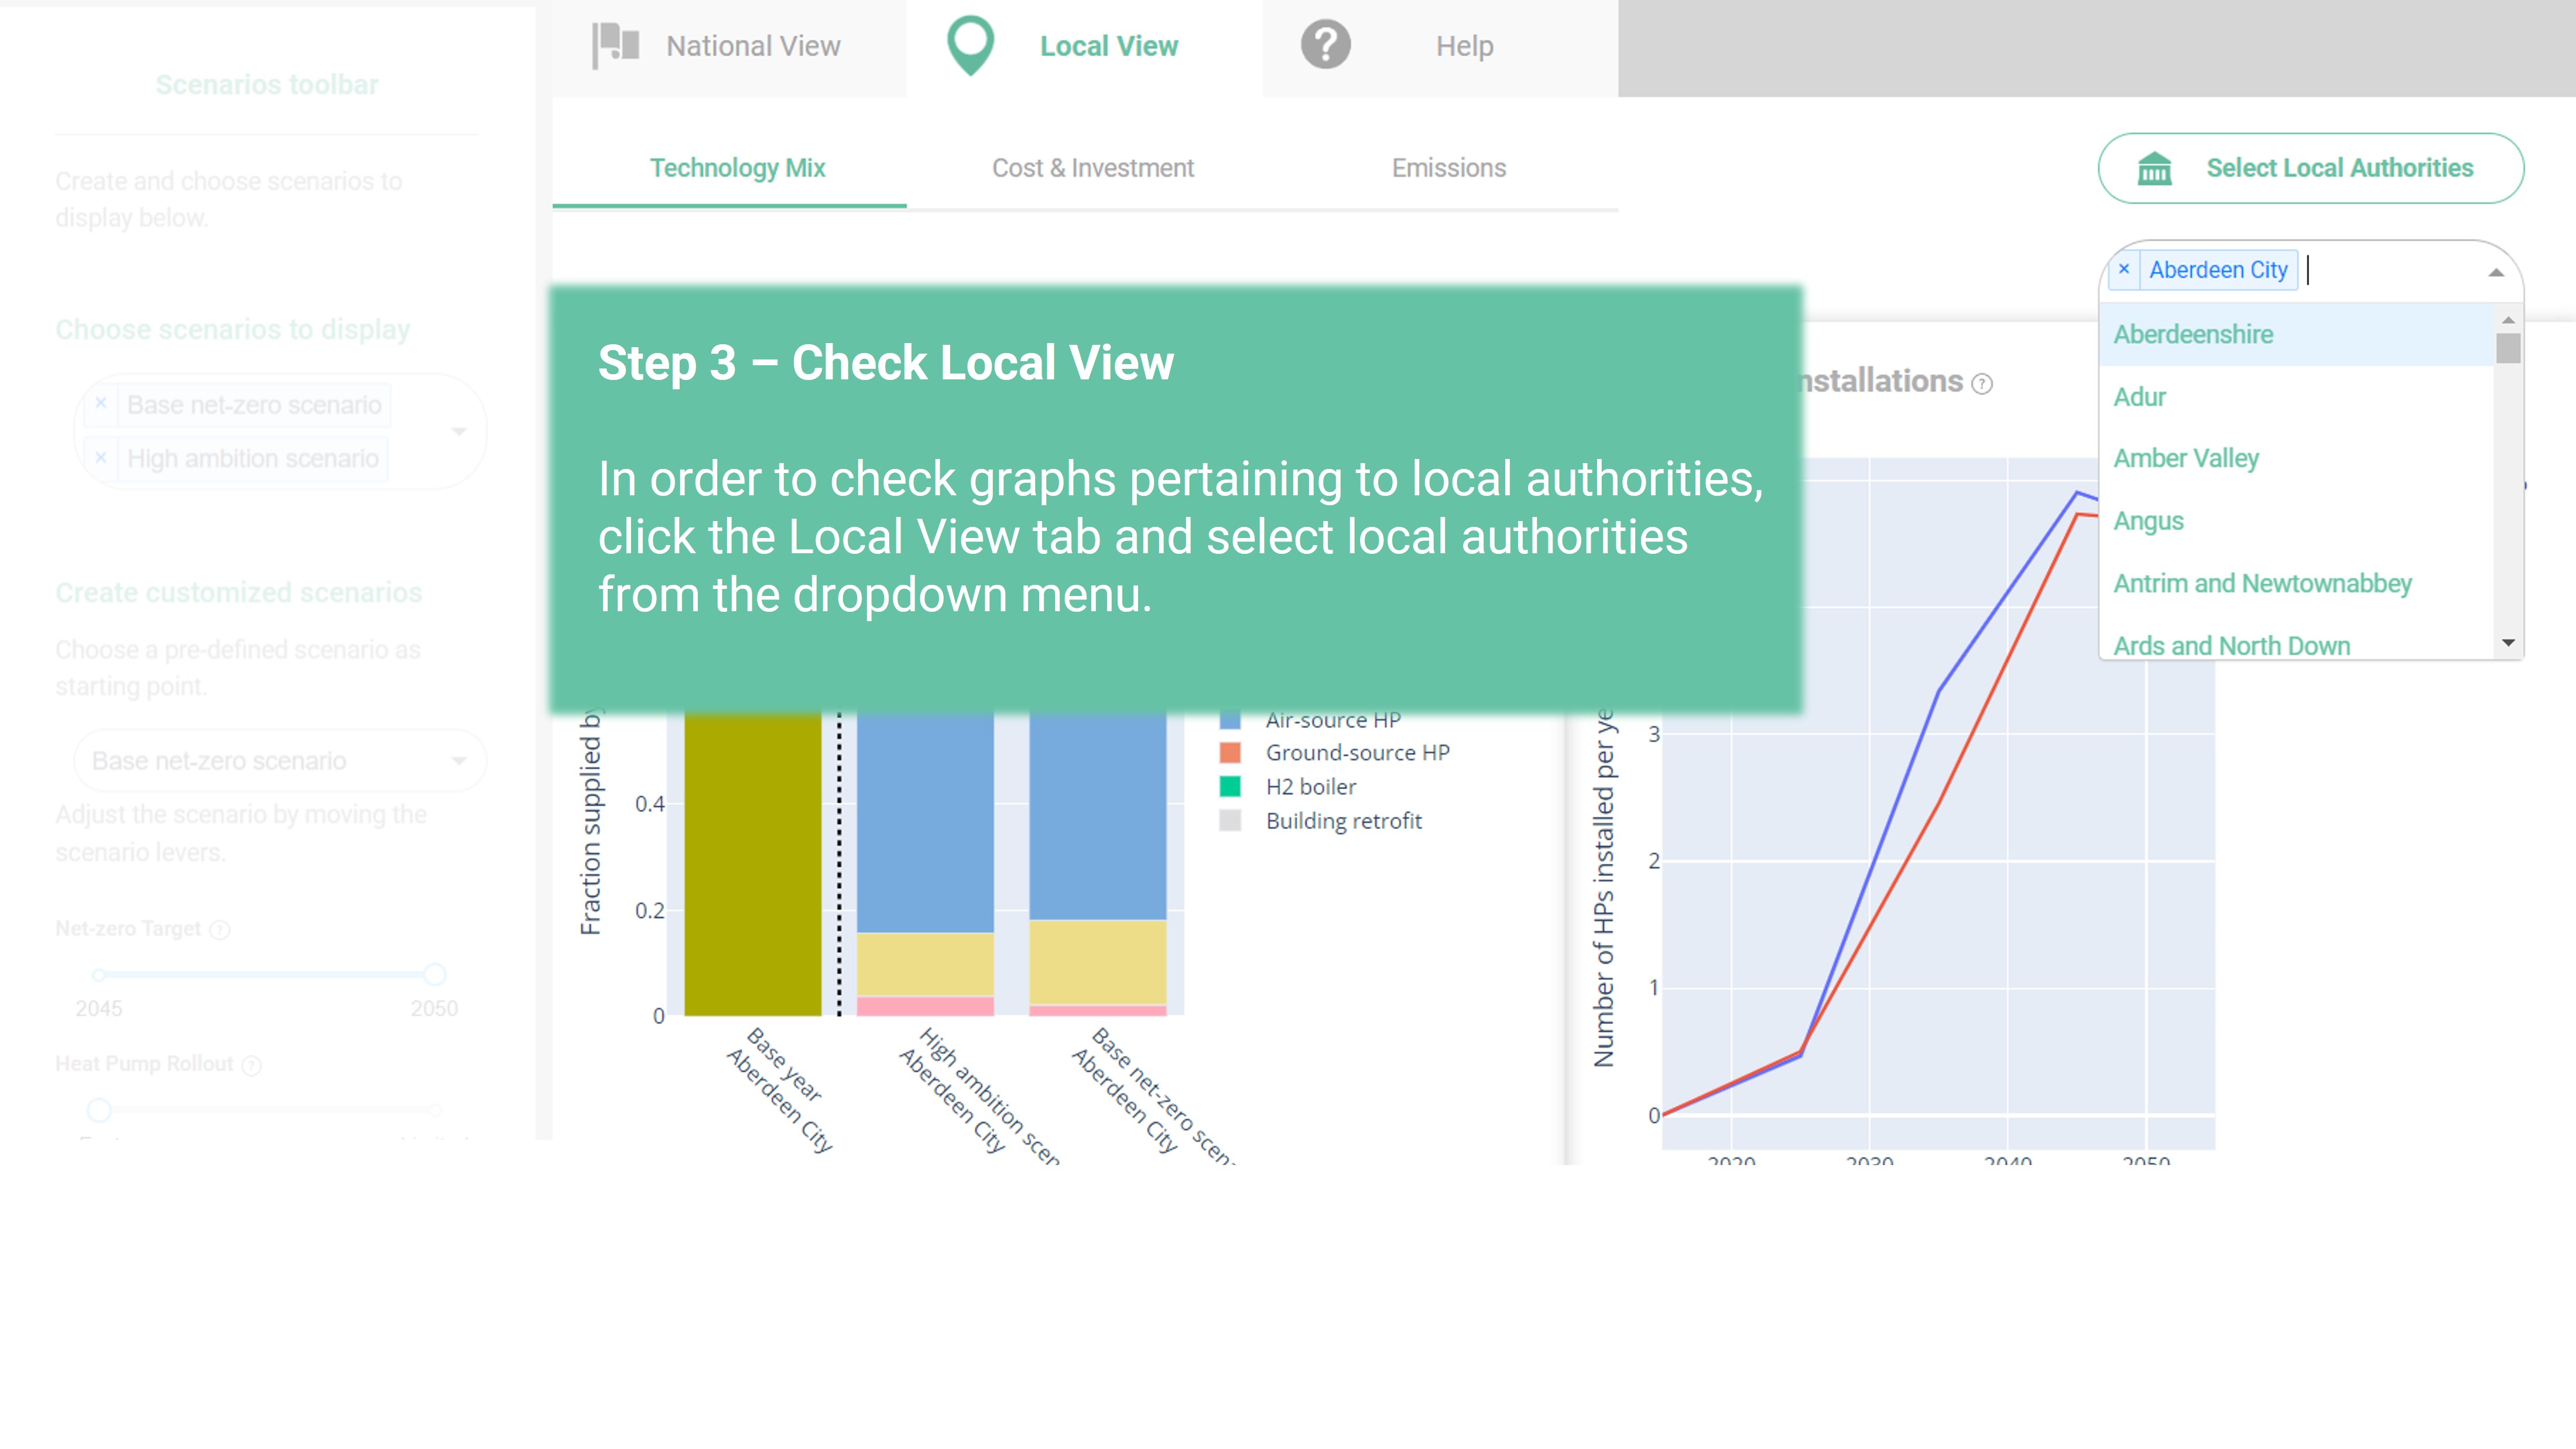 National View
Local View
Help
Scenarios toolbar
Create and choose scenarios to
display below.
Technology Mix
Cost & Investment
Emissions
Select Local Authorities
× Aberdeen City
Aberdeenshire
Adur
Amber Valley
Angus
Antrim and Newtownabbey
Ards and North Down
Choose scenarios to display
× Base net-zero scenario
× High ambition scenario
Create customized scenarios
Choose a pre-defined scenario as
starting point.
Base net-zero scenario
Adjust the scenario by moving the
scenario levers.
Net-zero Target ?
2045
2050
Heat Pump Rollout ?
Step 3 – Check Local View
In order to check graphs pertaining to local authorities,
click the Local View tab and select local authorities
from the dropdown menu.
Fraction supplied
0.4
0.2
0
Base year
Aberdeen City
High ambition
Aberdeen City
Base net-zero
Aberdeen City
Air-source HP
Ground-source HP
H2 boiler
Building retrofit
nstallations ?
Number of HPs installed per
3
2
1
0
2020
2030
2040
2050